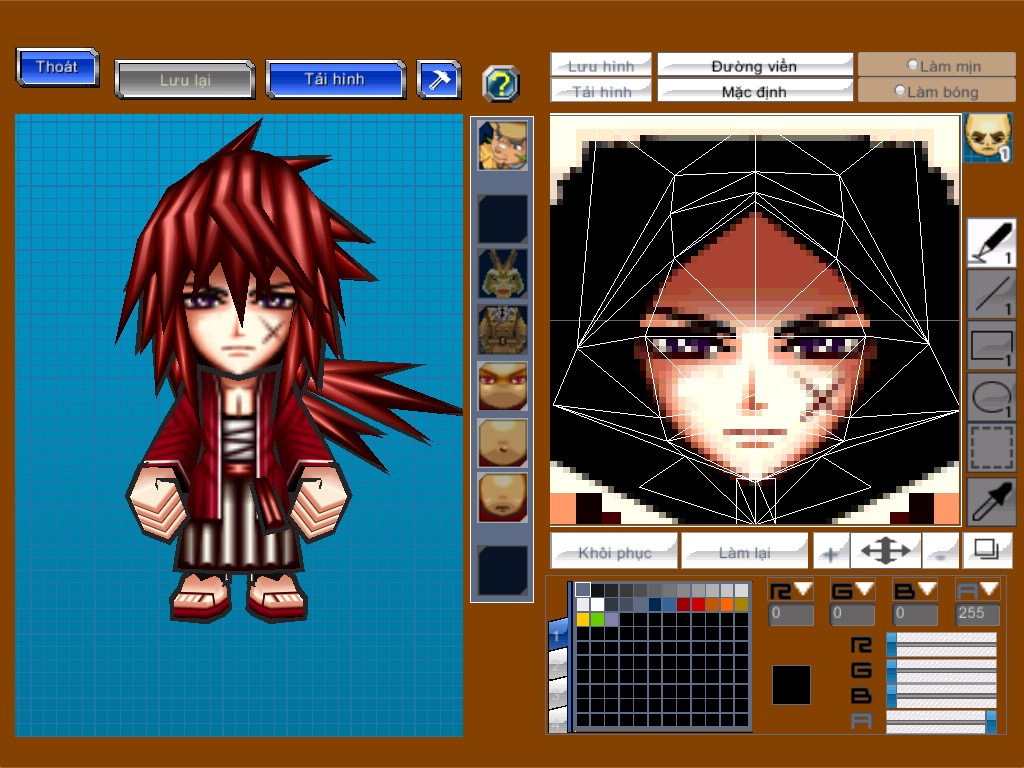 Thoát
Lưu lại
Tải hình
?
Lưu hình
Đường viền
Làm mịn
Tải hình
Mặc định
Làm bóng
1
1
1
1
1
Khôi phục
Làm lại
+
-
R G B A
0 0 0 255
1
R
G
B
A